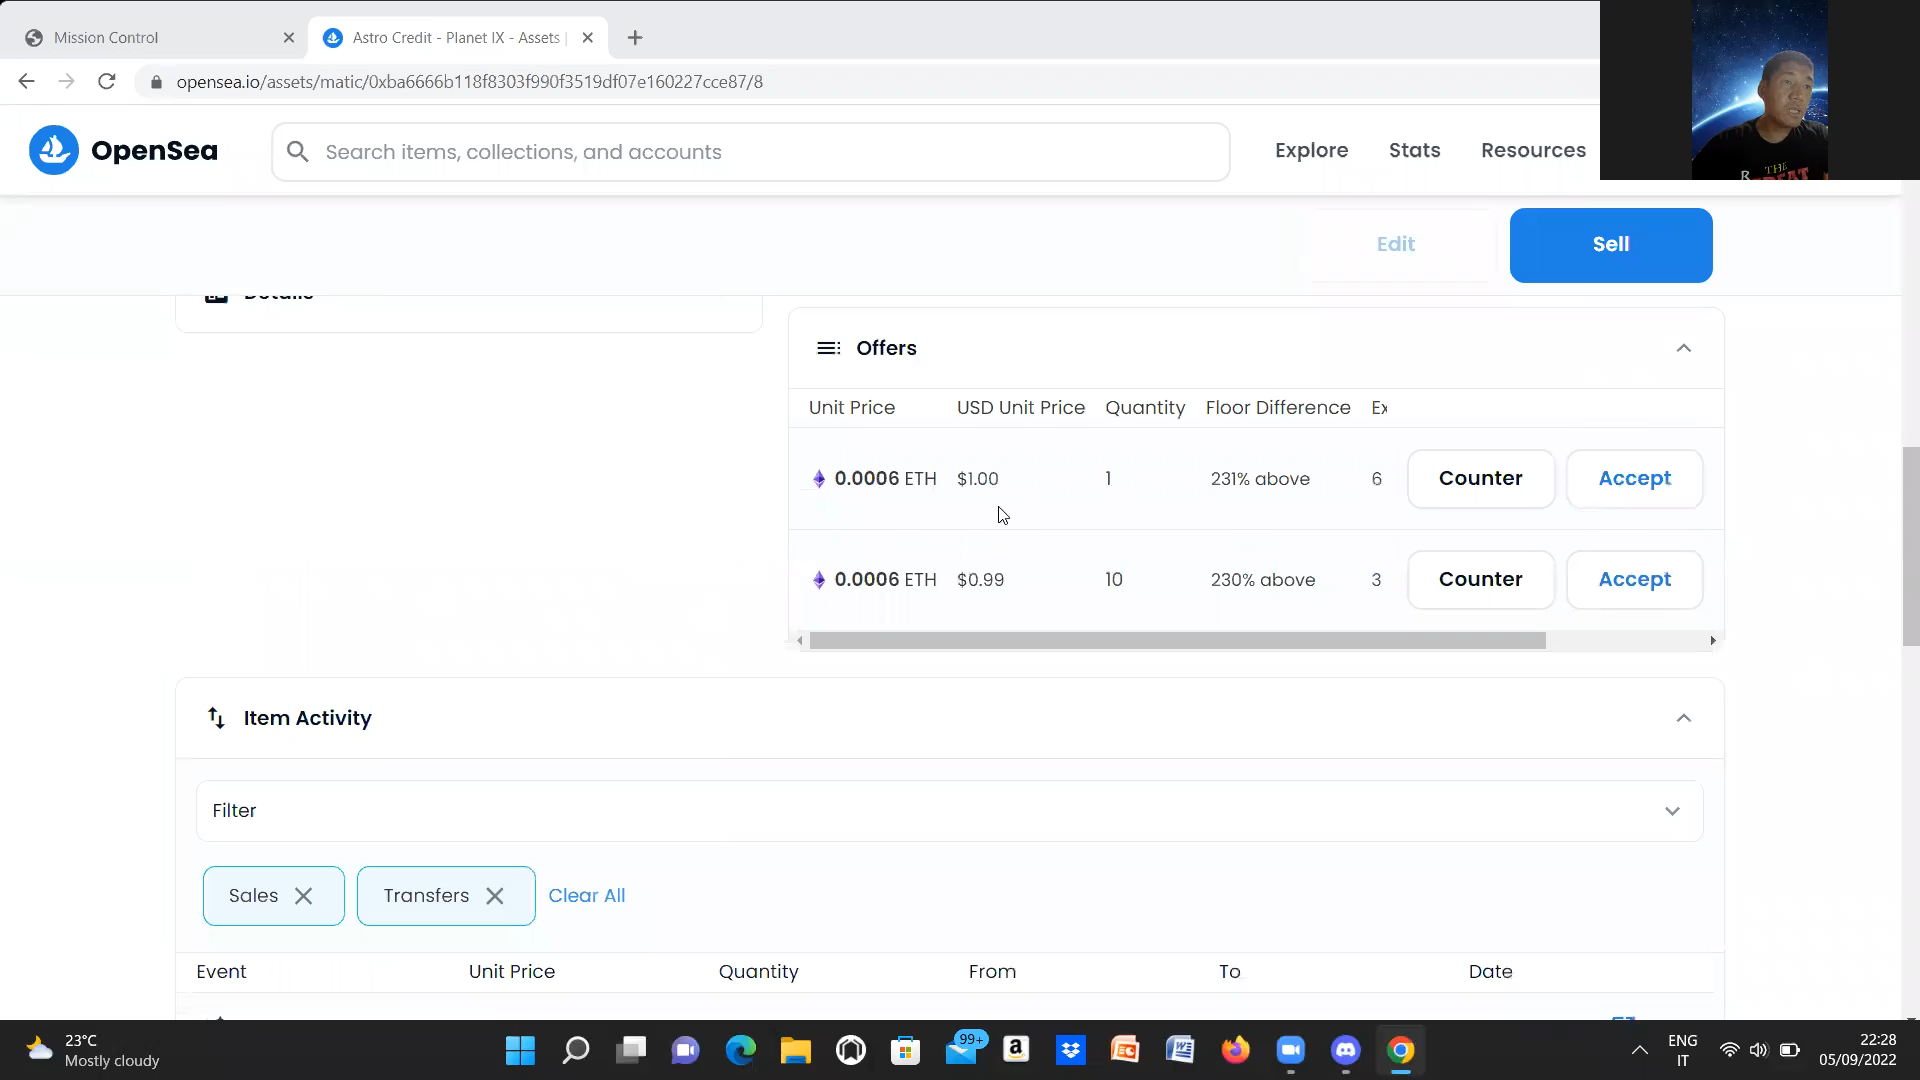 Mission Control
Astro Credit - Planet IX - Assets |
opensea.io/assets/matic/0xba6666b118f8303f990f3519df07e160227cce87/8
OpenSea
Search items, collections, and accounts
Explore Stats Resources
THE
R
Edit Sell
Details
Offers
Unit Price USD Unit Price Quantity Floor Difference Ex
0.0006 ETH $1.00 1 231% above 6 Counter Accept
0.0006 ETH $0.99 10 230% above 3 Counter Accept
Item Activity
Filter
Sales Transfers Clear All
Event Unit Price Quantity From To Date
23°C
Mostly cloudy
99+
ENG
IT
22:28
05/09/2022